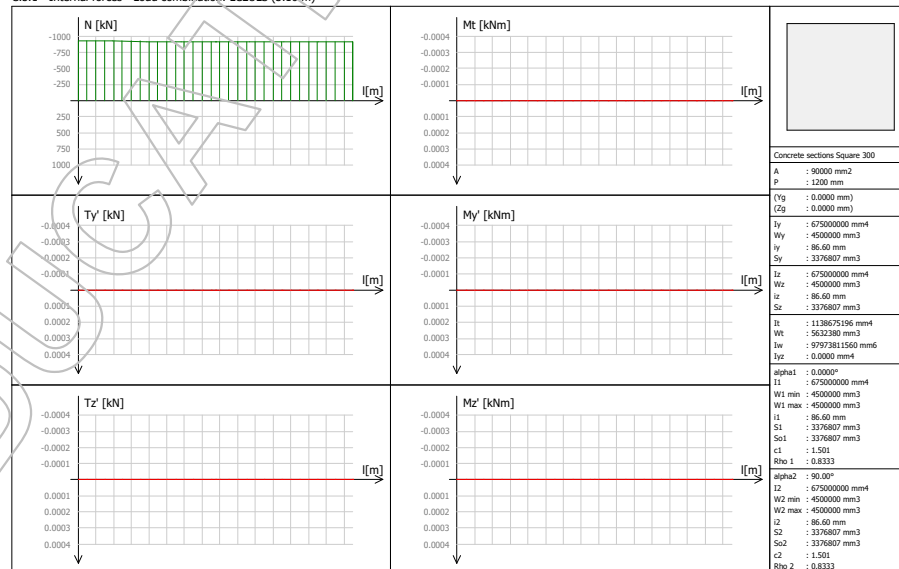 N [kN]
-1000
-750
-500
-250
l[m]
250
500
750
1000
Mt [kNm]
-0.0004
-0.0003
-0.0002
-0.0001
l[m]
0.0001
0.0002
0.0003
0.0004
Ty' [kN]
-0.0004
-0.0003
-0.0002
-0.0001
l[m]
0.0001
0.0002
0.0003
0.0004
My' [kNm]
-0.0004
-0.0003
-0.0002
-0.0001
l[m]
0.0001
0.0002
0.0003
0.0004
Tz' [kN]
-0.0004
-0.0003
-0.0002
-0.0001
l[m]
0.0001
0.0002
0.0003
0.0004
Mz' [kNm]
-0.0004
-0.0003
-0.0002
-0.0001
l[m]
0.0001
0.0002
0.0003
0.0004
Concrete sections Square 300
A : 90000 mm2
P : 1200 mm
(Yg : 0.0000 mm)
(Zg : 0.0000 mm)
Iy : 675000000 mm4
Wy : 4500000 mm3
iy : 86.60 mm
Sy : 3376807 mm3
Iz : 675000000 mm4
Wz : 4500000 mm3
iz : 86.60 mm
Sz : 3376807 mm3
It : 1138675196 mm4
Wt : 5632380 mm3
Iw : 97973811560 mm6
Iyz : 0.0000 mm4
alpha1 : 0.0000°
I1 : 675000000 mm4
W1 min : 4500000 mm3
W1 max : 4500000 mm3
i1 : 86.60 mm
S1 : 3376807 mm3
So1 : 3376807 mm3
c1 : 1.501
Rho 1 : 0.8333
alpha2 : 90.00°
I2 : 675000000 mm4
W2 min : 4500000 mm3
W2 max : 4500000 mm3
i2 : 86.60 mm
S2 : 3376807 mm3
So2 : 3376807 mm3
c2 : 1.501
Rho 2 : 0.8333